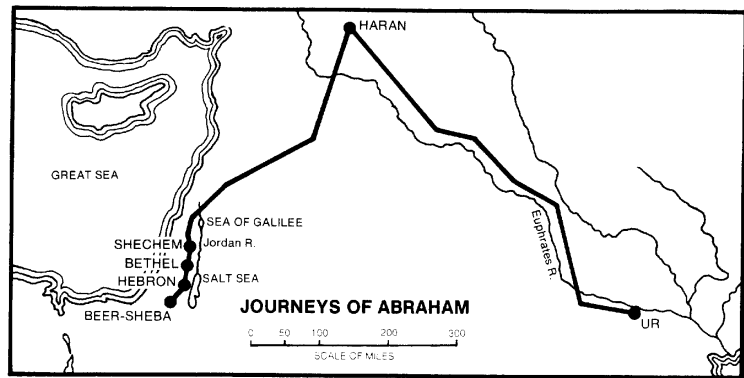 HARAN
GREAT SEA
SEA OF GALILEE
SHECHEM
Jordan R.
BETHEL
HEBRON
SALT SEA
BEER-SHEBA
Euphrates R.
UR
JOURNEYS OF ABRAHAM
0 50 100 200 300
SCALE OF MILES